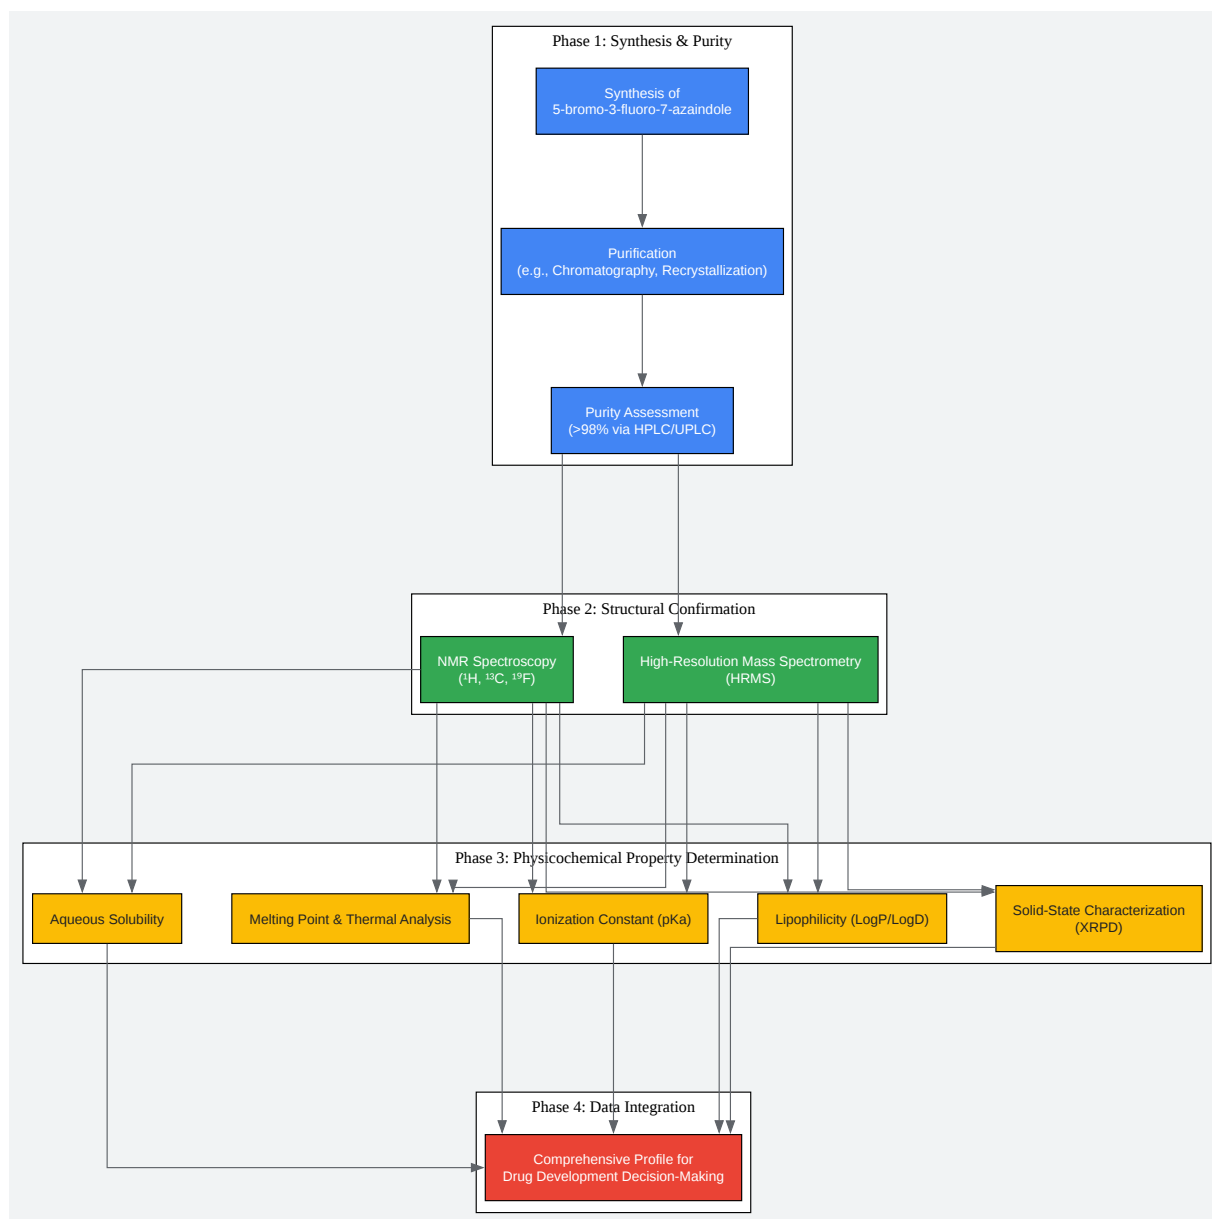 Phase 1: Synthesis & Purity
Synthesis of
5-bromo-3-fluoro-7-azaindole
Purification
(e.g., Chromatography, Recrystallization)
Purity Assessment
(>98% via HPLC/UPLC)
Phase 2: Structural Confirmation
NMR Spectroscopy
(¹H, ¹³C, ¹⁹F)
High-Resolution Mass Spectrometry
(HRMS)
Phase 3: Physicochemical Property Determination
Aqueous Solubility
Melting Point & Thermal Analysis
Ionization Constant (pKa)
Lipophilicity (LogP/LogD)
Solid-State Characterization
(XRPD)
Phase 4: Data Integration
Comprehensive Profile for
Drug Development Decision-Making